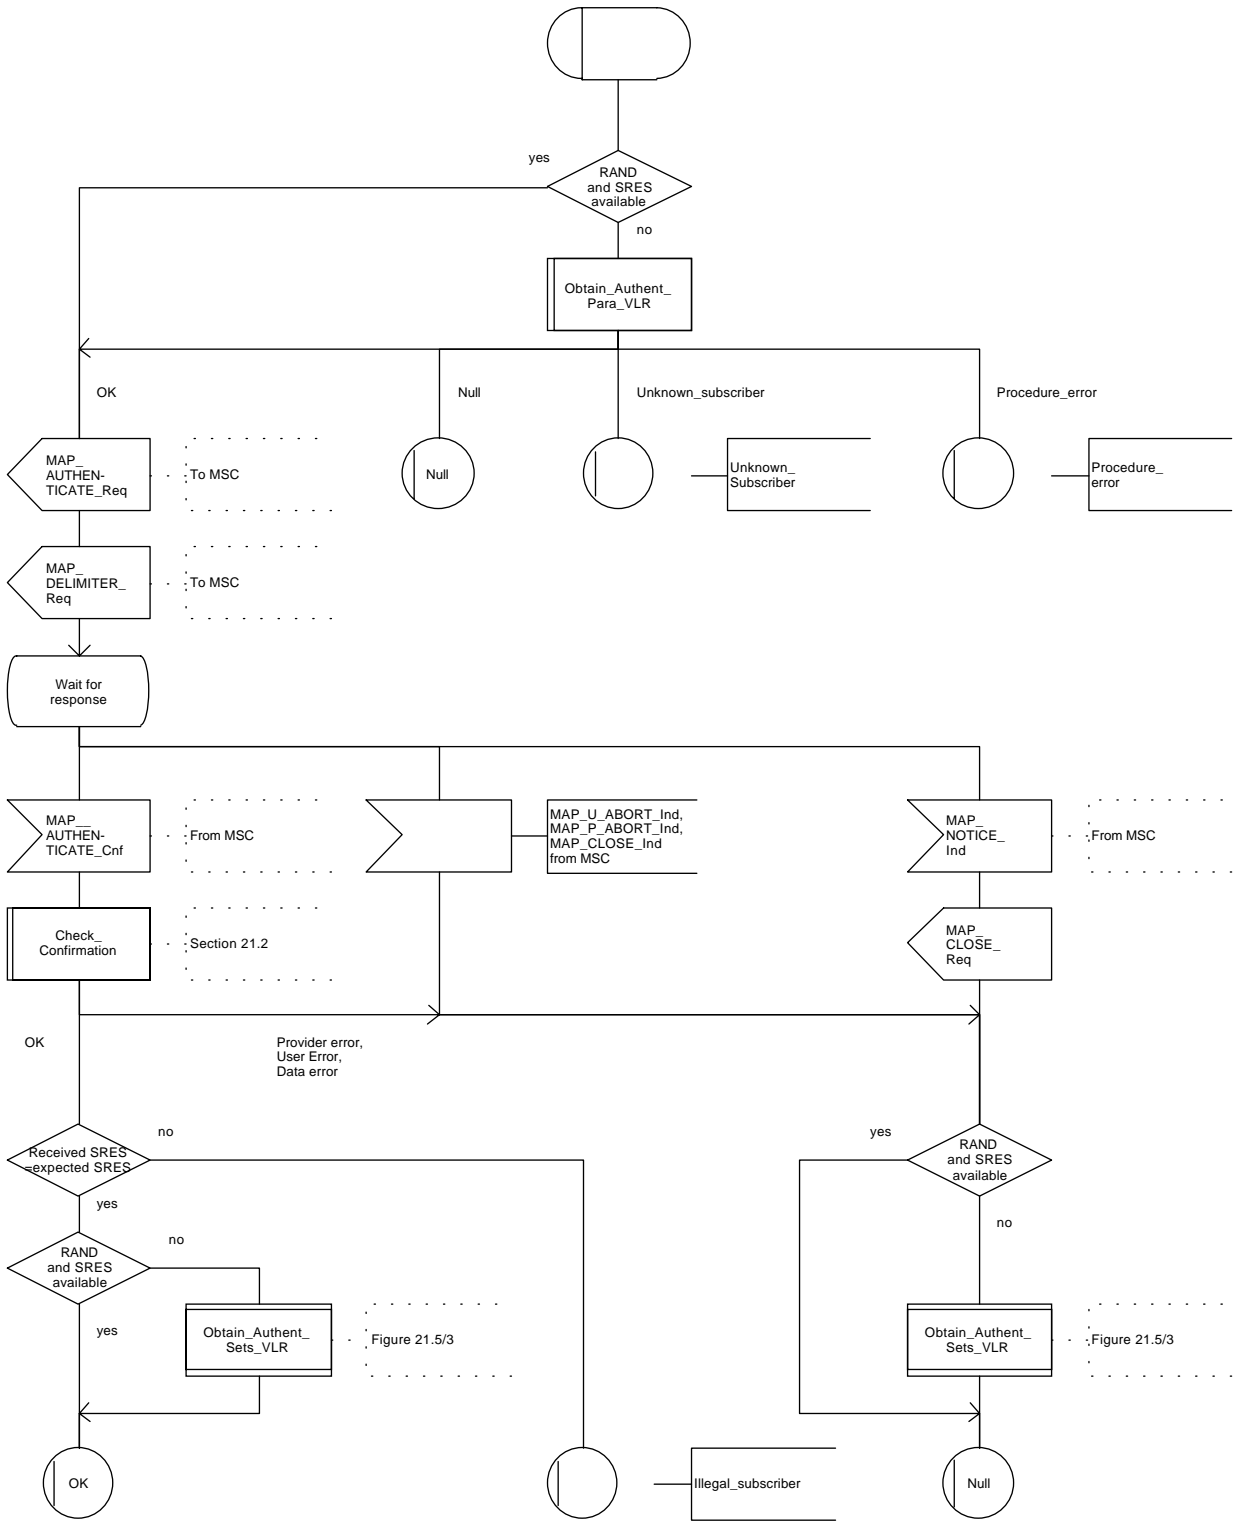 yes
RAND
and SRES
available
no
Obtain_Authent_
Para_VLR
OK
Null
Unknown_subscriber
Procedure_error
MAP_
AUTHEN-
TICATE_Req
To MSC
Null
Unknown_
Subscriber
Procedure_
error
MAP_
DELIMITER_
Req
To MSC
Wait for
response
MAP__
AUTHEN-
TICATE_Cnf
From MSC
MAP_U_ABORT_Ind,
MAP_P_ABORT_Ind,
MAP_CLOSE_Ind
from MSC
MAP_
NOTICE_
Ind
From MSC
Check_
Confirmation
Section 21.2
MAP_
CLOSE_
Req
OK
Provider error,
User Error,
Data error
no
Received SRES
=expected SRES
yes
yes
RAND
and SRES
available
no
RAND
and SRES
available
no
yes
Obtain_Authent_
Sets_VLR
Figure 21.5/3
Obtain_Authent_
Sets_VLR
Figure 21.5/3
OK
Illegal_subscriber
Null